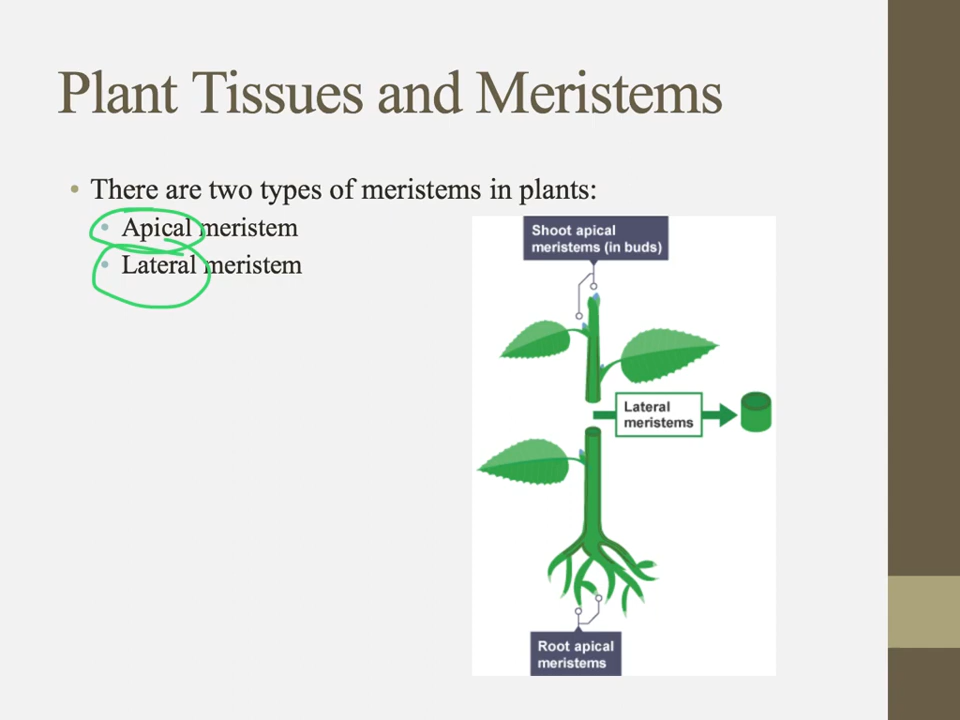 Plant Tissues and Meristems
• There are two types of meristems in plants:
• Apical meristem
• Lateral meristem
Shoot apical
meristems (in buds)
Lateral
meristems
Root apical
meristems